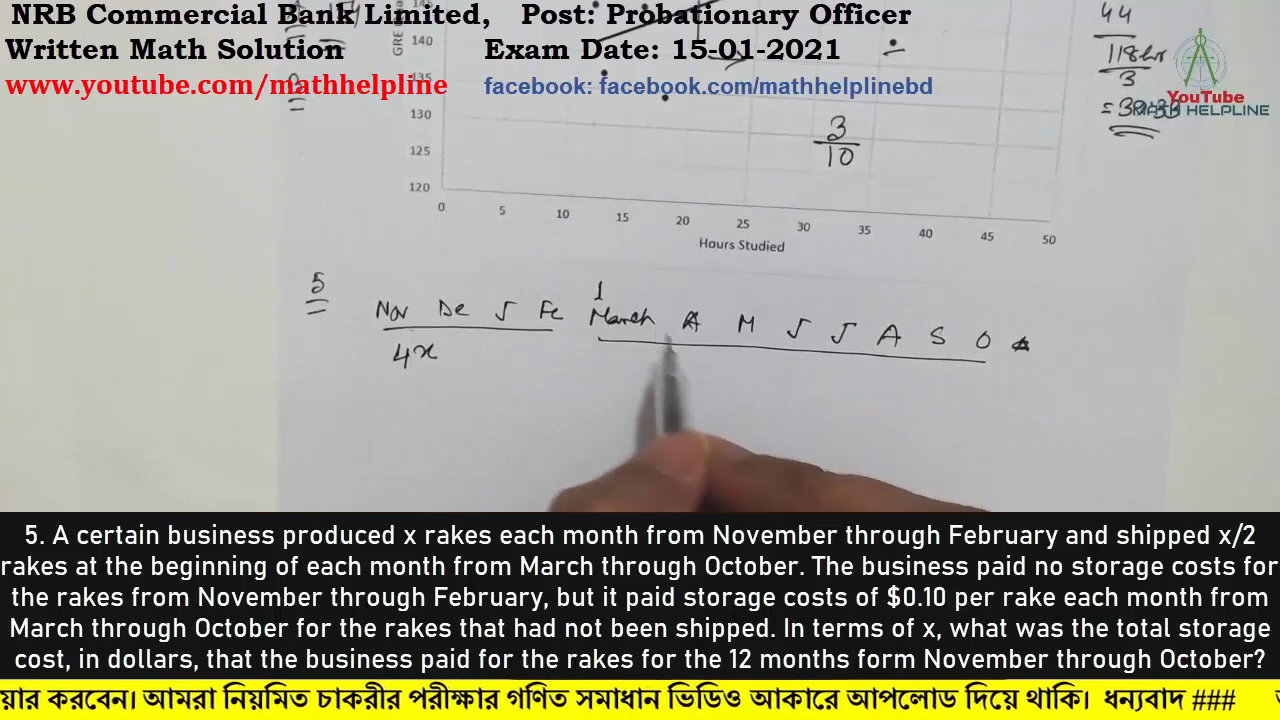 NRB Commercial Bank Limited, Post: Probationary Officer
Written Math Solution Exam Date: 15-01-2021
www.youtube.com/mathhelpline facebook: facebook.com/mathhelplinebd
44
118hr
3
YouTube
MATH HELPLINE
140
135
130
125
120
3
10
0 5 10 15 20 25 30 35 40 45 50
Hours Studied
5
1
Nov De J Fe March A M J J A S O
4x
5. A certain business produced x rakes each month from November through February and shipped x/2
rakes at the beginning of each month from March through October. The business paid no storage costs for
the rakes from November through February, but it paid storage costs of $0.10 per rake each month from
March through October for the rakes that had not been shipped. In terms of x, what was the total storage
cost, in dollars, that the business paid for the rakes for the 12 months form November through October?
য়ার করবেন। আমরা নিয়মিত চাকরীর পরীক্ষার গণিত সমাধান ভিডিও আকারে আপলোড দিয়ে থাকি। ধন্যবাদ ###